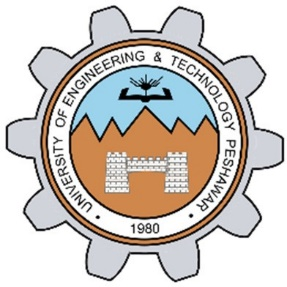 · UNIVERSITY OF ENGINEERING & TECHNOLOGY PESHAWAR ·
1980